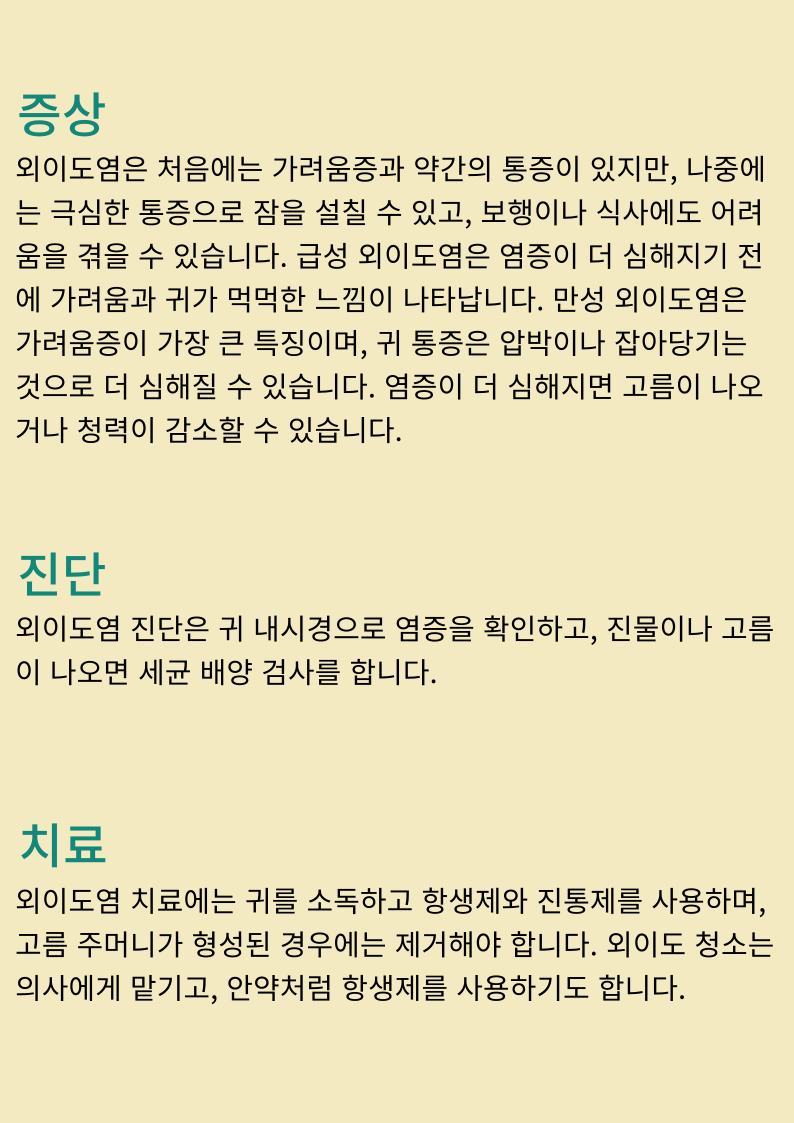 증상
외이도염은 처음에는 가려움증과 약간의 통증이 있지만, 나중에
는 극심한 통증으로 잠을 설칠 수 있고, 보행이나 식사에도 어려
움을 겪을 수 있습니다. 급성 외이도염은 염증이 더 심해지기 전
에 가려움과 귀가 먹먹한 느낌이 나타납니다. 만성 외이도염은
가려움증이 가장 큰 특징이며, 귀 통증은 압박이나 잡아당기는
것으로 더 심해질 수 있습니다. 염증이 더 심해지면 고름이 나오
거나 청력이 감소할 수 있습니다.
진단
외이도염 진단은 귀 내시경으로 염증을 확인하고, 진물이나 고름
이 나오면 세균 배양 검사를 합니다.
치료
외이도염 치료에는 귀를 소독하고 항생제와 진통제를 사용하며,
고름 주머니가 형성된 경우에는 제거해야 합니다. 외이도 청소는
의사에게 맡기고, 안약처럼 항생제를 사용하기도 합니다.